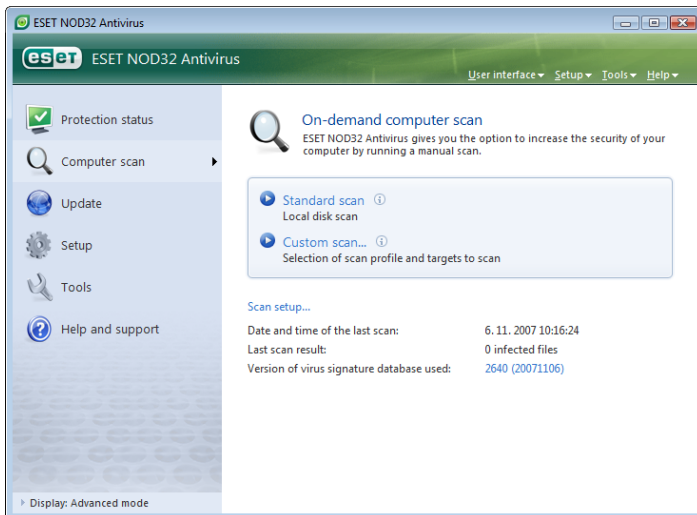 ESET NOD32 Antivirus
eset ESET NOD32 Antivirus
User interface Setup Tools Help
Protection status
Computer scan
Update
Setup
Tools
Help and support
Display: Advanced mode
On-demand computer scan
ESET NOD32 Antivirus gives you the option to increase the security of your
computer by running a manual scan.
Standard scan
Local disk scan
Custom scan...
Selection of scan profile and targets to scan
Scan setup...
Date and time of the last scan: 6. 11. 2007 10:16:24
Last scan result: 0 infected files
Version of virus signature database used: 2640 (20071106)